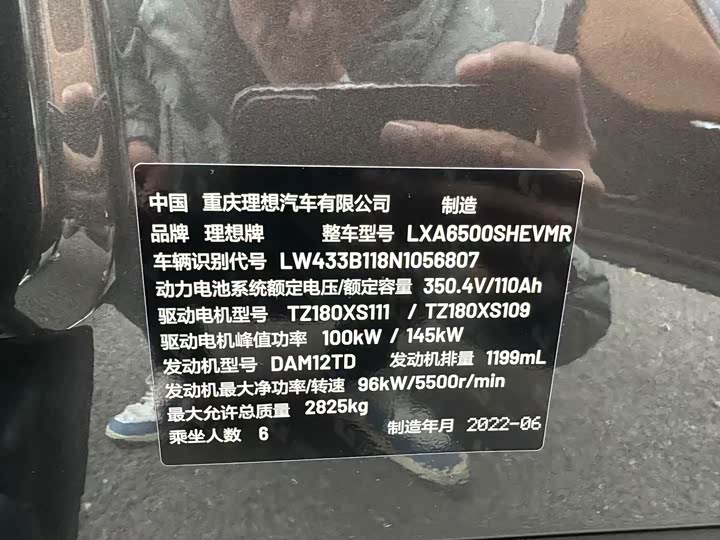 中国 重庆理想汽车有限公司 制造
品牌 理想牌 整车型号 LXA6500SHEVMR
车辆识别代号 LW433B118N1056807
动力电池系统额定电压/额定容量 350.4V/110Ah
驱动电机型号 TZ180XS111 / TZ180XS109
驱动电机峰值功率 100kW / 145kW
发动机型号 DAM12TD 发动机排量 1199mL
发动机最大净功率/转速 96kW/5500r/min
最大允许总质量 2825kg
乘坐人数 6 制造年月 2022-06